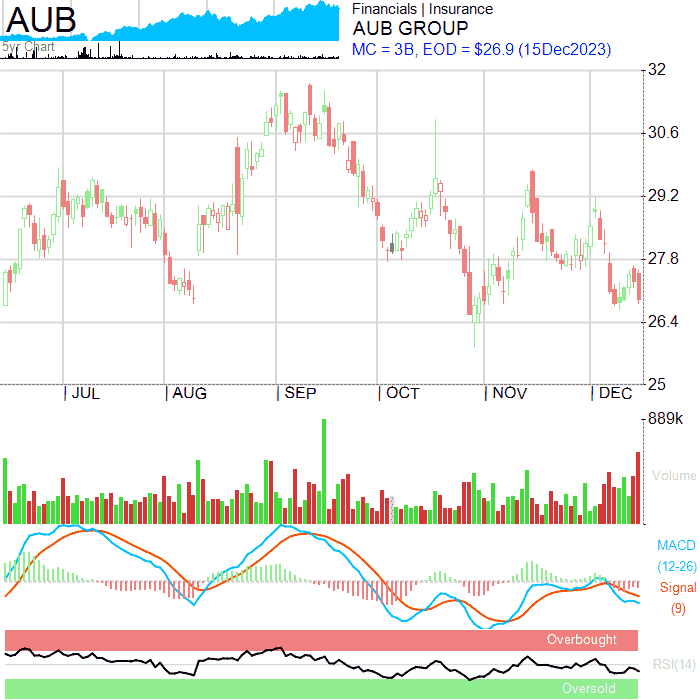 AUB
5yr Chart
Financials | Insurance
AUB GROUP
MC = 3B, EOD = $26.9 (15Dec2023)
32
30.6
29.2
27.8
26.4
25
| JUL | AUG | SEP | OCT | NOV | DEC
889k
Volume
MACD
(12-26)
Signal
(9)
Overbought
RSI(14)
Oversold